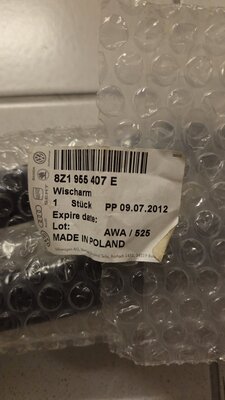 8Z1 955 407 E
Wischarm
1 Stück PP 09.07.2012
Expire date:
Lot: AWA / 525
MADE IN POLAND